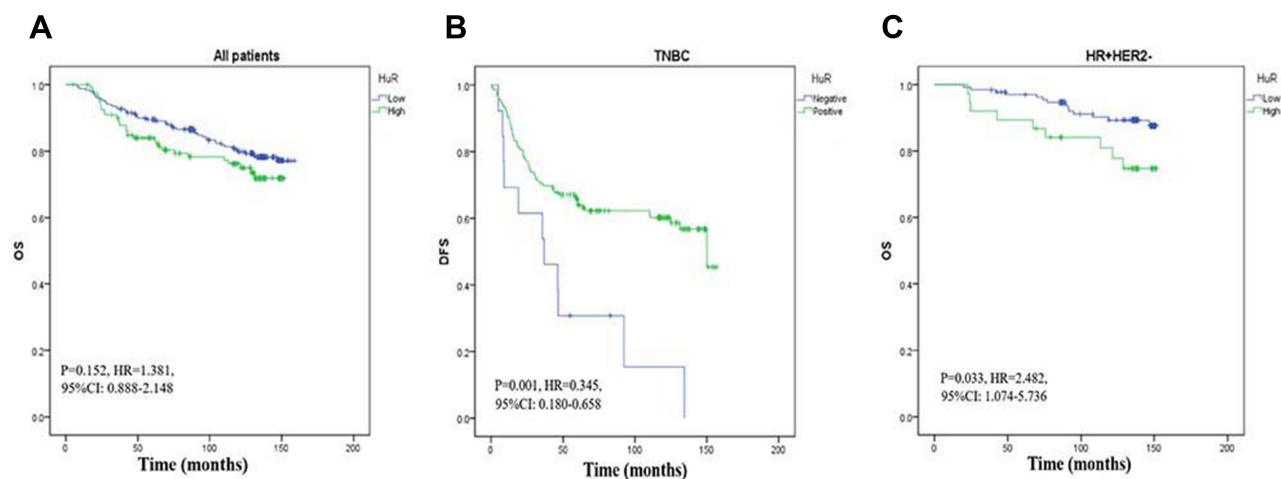 A
All patients
HuR
Low
High
1.0
0.8
0.6
0.4
0.2
0.0
OS
P=0.152, HR=1.381,
95%CI: 0.888-2.148
0 50 100 150 200
Time (months)
B
TNBC
HuR
Negative
Positive
1.0
0.8
0.6
0.4
0.2
0.0
DFS
P=0.001, HR=0.345,
95%CI: 0.180-0.658
0 50 100 150 200
Time (months)
C
HR+HER2-
HuR
Low
High
1.0
0.8
0.6
0.4
0.2
0.0
OS
P=0.033, HR=2.482,
95%CI: 1.074-5.736
0 50 100 150 200
Time (months)